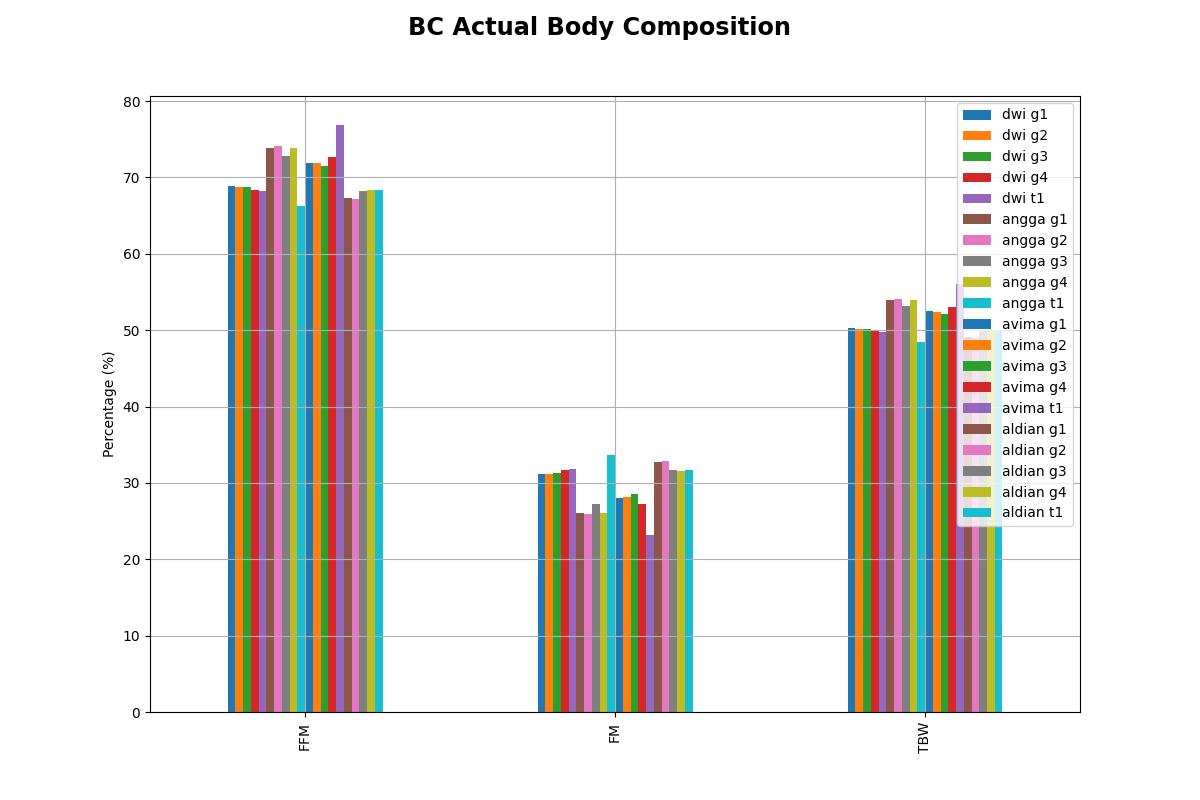 BC Actual Body Composition
Percentage (%)
80
70
60
50
40
30
20
10
0
FFM
FM
TBW
dwi g1
dwi g2
dwi g3
dwi g4
dwi t1
angga g1
angga g2
angga g3
angga g4
angga t1
avima g1
avima g2
avima g3
avima g4
avima t1
aldian g1
aldian g2
aldian g3
aldian g4
aldian t1